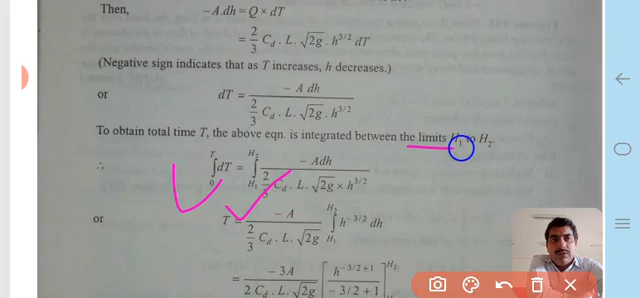 Then, − A.dh = Q × dT
= 2/3 C_d . L. √2g . h^3/2 dT
(Negative sign indicates that as T increases, h decreases.)
or dT = − A dh / (2/3 C_d . L. √2g . h^3/2)
To obtain total time T, the above eqn. is integrated between the limits H₁ to H₂.
∴ ∫₀^T dT = ∫_H₁^H₂ − Adh / (2/3 C_d . L. √2g × h^3/2)
or T = − A / (2/3 C_d . L. √2g) ∫_H₁^H₂ h^−3/2 dh
= − 3A / (2 C_d . L. √2g) [ h^−3/2 + 1 / (− 3/2 + 1) ]^H₂